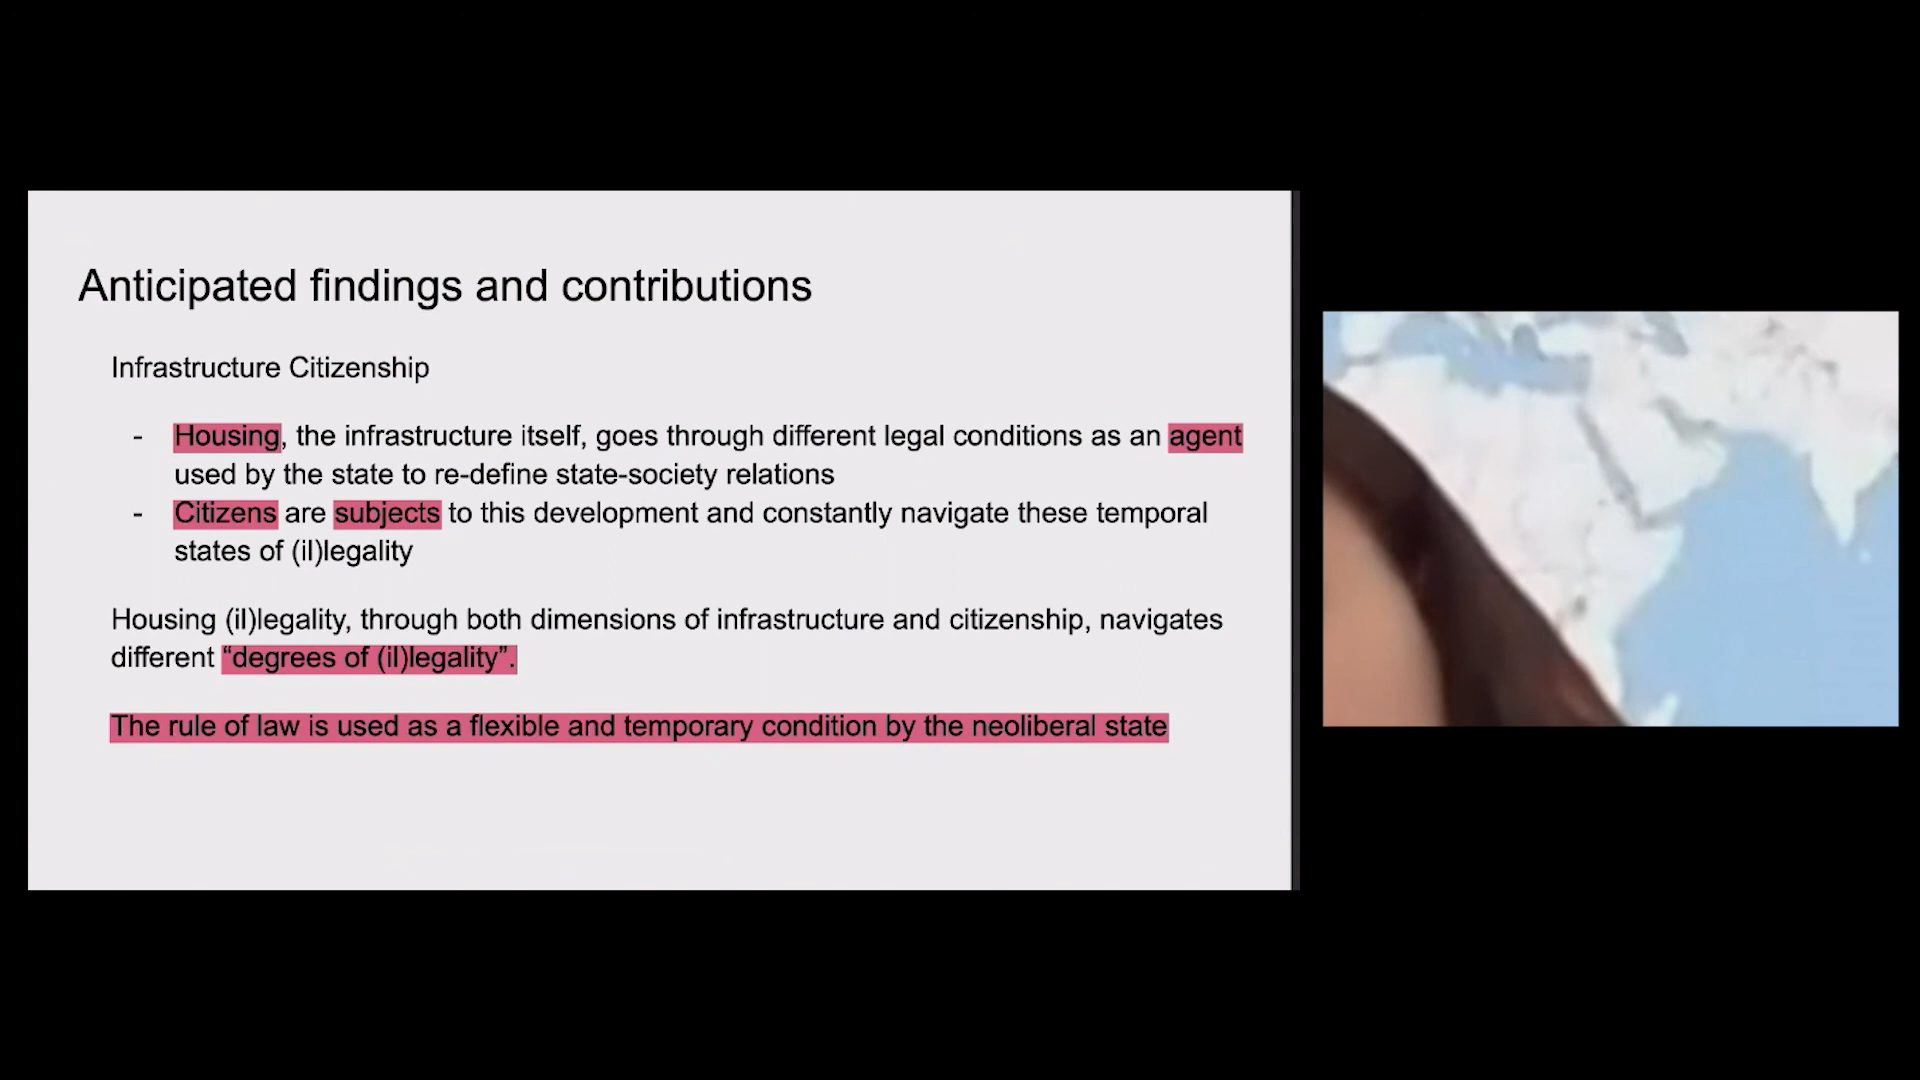 Anticipated findings and contributions
Infrastructure Citizenship
- Housing, the infrastructure itself, goes through different legal conditions as an agent
used by the state to re-define state-society relations
- Citizens are subjects to this development and constantly navigate these temporal
states of (il)legality
Housing (il)legality, through both dimensions of infrastructure and citizenship, navigates
different “degrees of (il)legality”.
The rule of law is used as a flexible and temporary condition by the neoliberal state